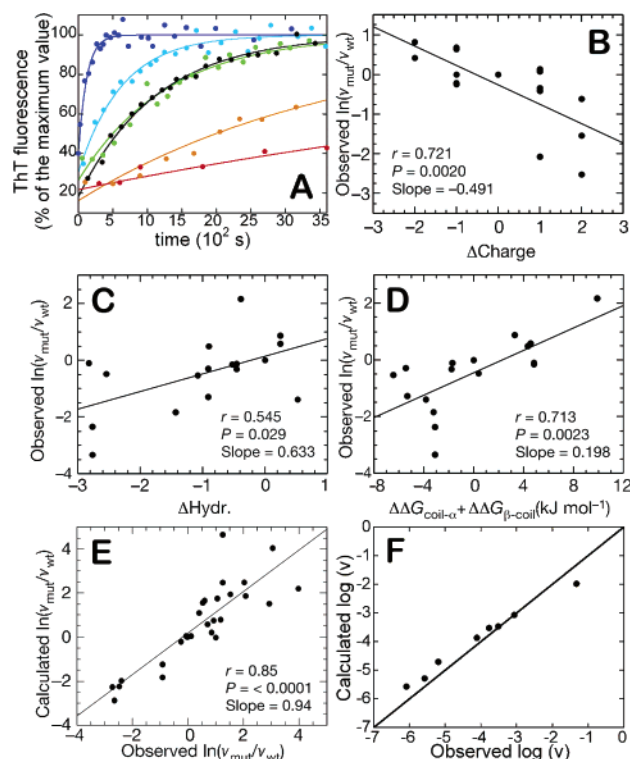 A
ThT fluorescence
(% of the maximum value)
100
80
60
40
20
0 5 10 15 20 25 30 35
time (10² s)
B
Observed ln(v_mut/v_wt)
1
0
−1
−2
−3
r = 0.721
P = 0.0020
Slope = −0.491
−3 −2 −1 0 1 2 3
ΔCharge
C
Observed ln(v_mut/v_wt)
2
0
−2
−4
r = 0.545
P = 0.029
Slope = 0.633
−3 −2 −1 0 1
ΔHydr.
D
Observed ln(v_mut/v_wt)
2
0
−2
−4
r = 0.713
P = 0.0023
Slope = 0.198
−8 −4 0 4 8 12
ΔΔG_coil-α + ΔΔG_β-coil (kJ mol⁻¹)
E
Calculated ln(v_mut/v_wt)
4
2
0
−2
−4
r = 0.85
P = < 0.0001
Slope = 0.94
−4 −2 0 2 4
Observed ln(v_mut/v_wt)
F
Calculated log (v)
0
−1
−2
−3
−4
−5
−6
−7
−7 −6 −5 −4 −3 −2 −1 0
Observed log (v)